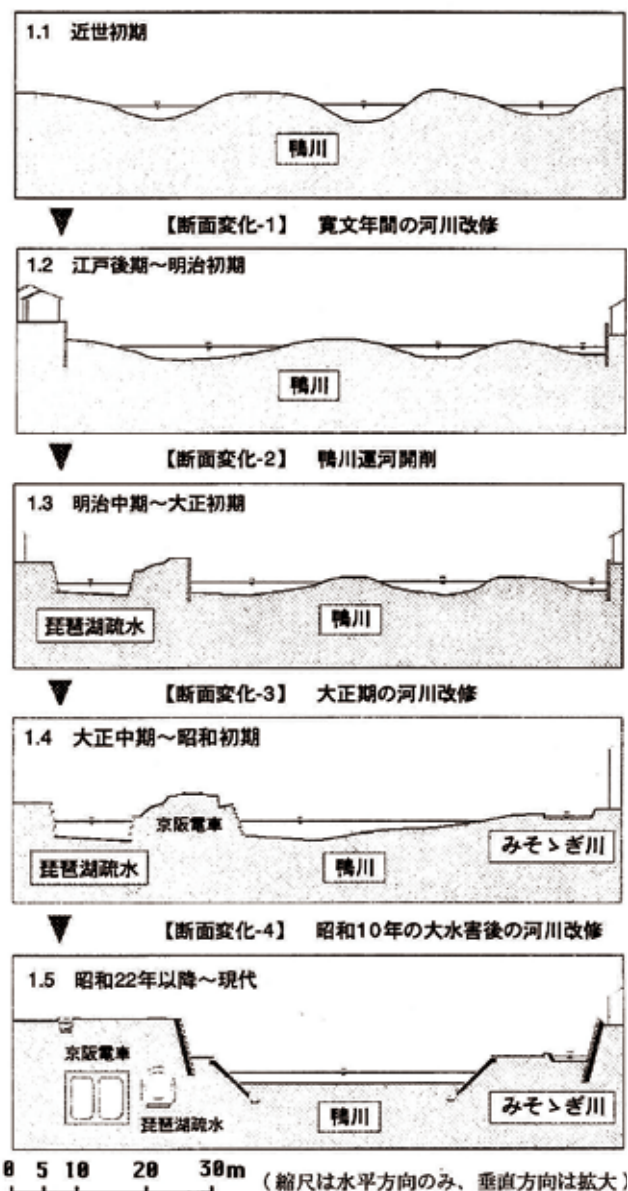 1.1 近世初期
鴨川
【断面変化-1】 寛文年間の河川改修
1.2 江戸後期～明治初期
鴨川
【断面変化-2】 鴨川運河開削
1.3 明治中期～大正初期
琵琶湖疏水
鴨川
【断面変化-3】 大正期の河川改修
1.4 大正中期～昭和初期
京阪電車
琵琶湖疏水
鴨川
みそゝぎ川
【断面変化-4】 昭和10年の大水害後の河川改修
1.5 昭和22年以降～現代
京阪電車
琵琶湖疏水
鴨川
みそゝぎ川
0 5 10 20 30m （縮尺は水平方向のみ、垂直方向は拡大）